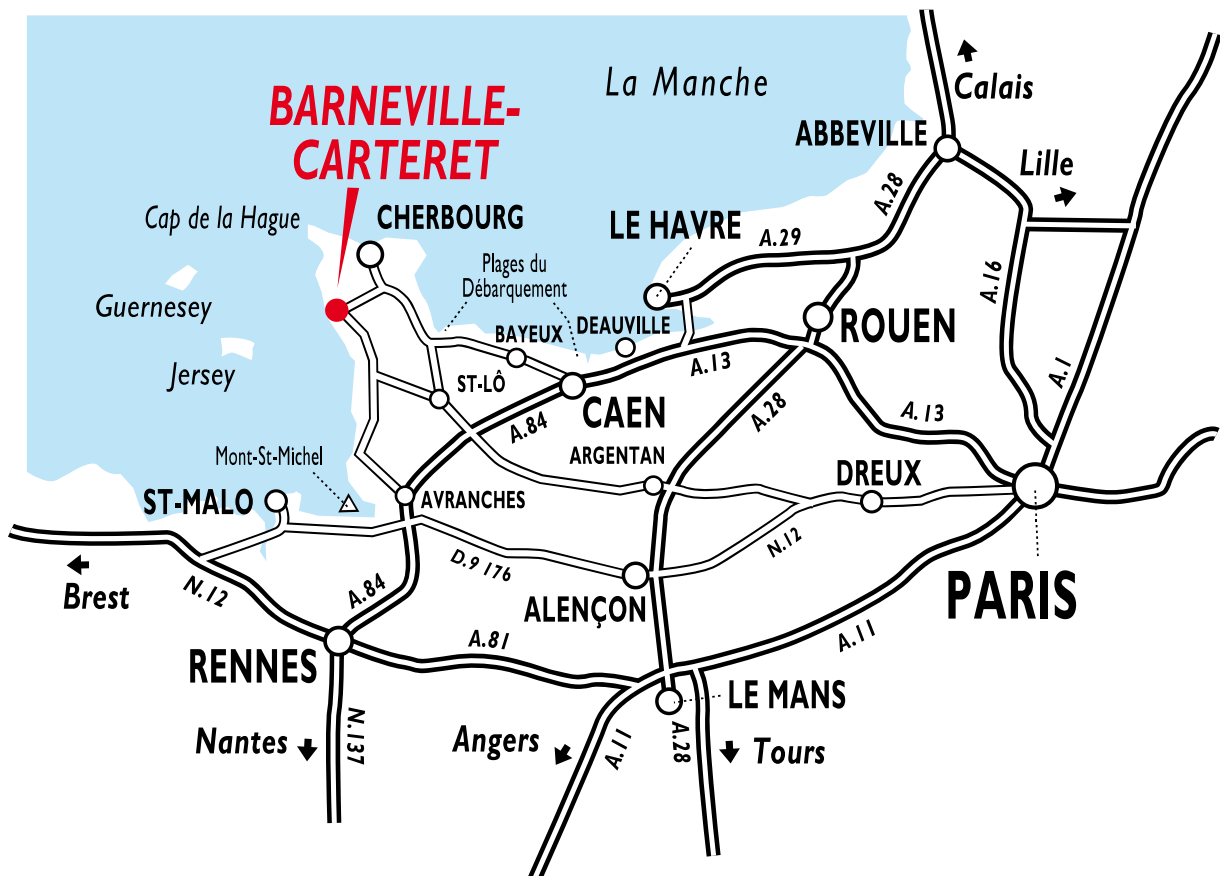 La Manche
Calais
BARNEVILLE-
CARTERET
ABBEVILLE
Lille
A.28
Cap de la Hague
CHERBOURG
LE HAVRE
A.29
A.16
Plages du
Débarquement
Guernesey
BAYEUX
DEAUVILLE
ROUEN
Jersey
ST-LÔ
A.13
A.1
A.84
CAEN
A.28
A.13
Mont-St-Michel
ARGENTAN
DREUX
ST-MALO
AVRANCHES
N.12
D.9 176
Brest
N.12
A.84
ALENÇON
PARIS
RENNES
A.81
A.11
LE MANS
Nantes
N.137
Angers
A.11
A.28
Tours